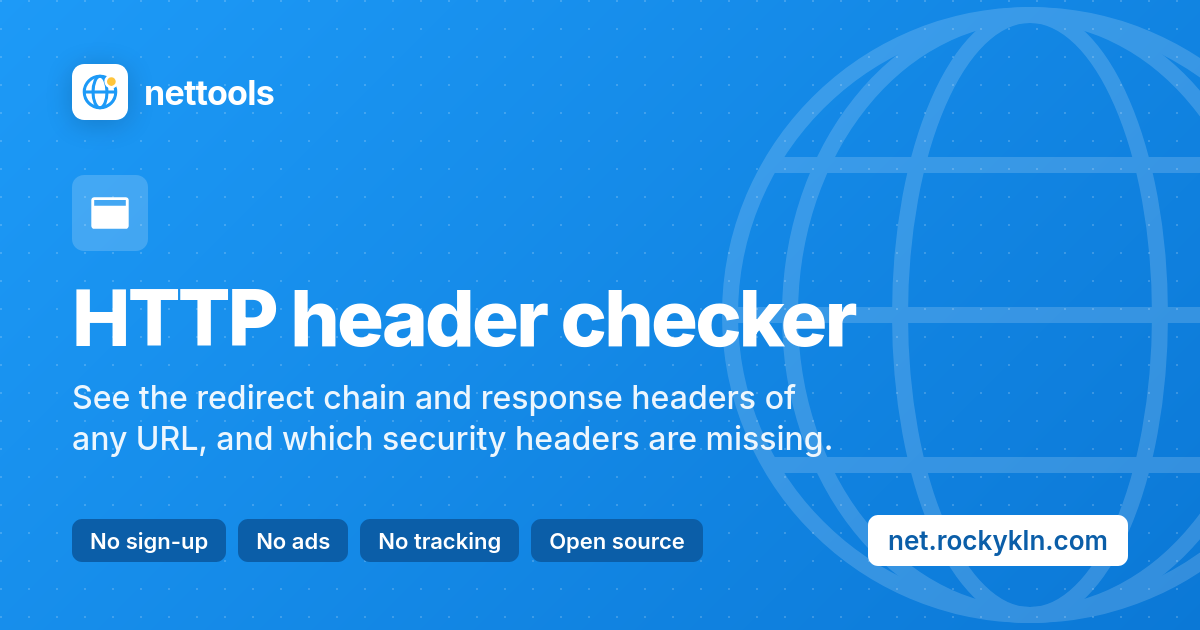 nettools
HTTP header checker
See the redirect chain and response headers of
any URL, and which security headers are missing.
No sign-up
No ads
No tracking
Open source
net.rockykln.com